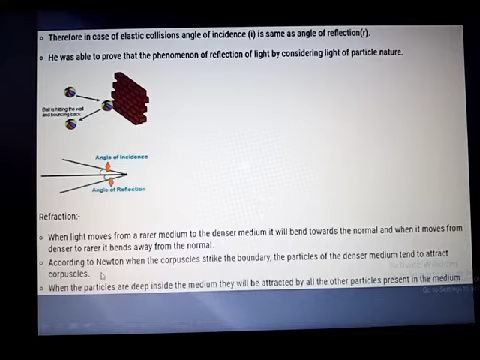 Therefore in case of elastic collisions angle of incidence (i) is same as angle of reflection(r).
He was able to prove that the phenomenon of reflection of light by considering light of particle nature.
Ball is hitting the wall
and bouncing back
Angle of Incidence
Angle of Reflection
Refraction:-
When light moves from a rarer medium to the denser medium it will bend towards the normal and when it moves from
denser to rarer it bends away from the normal.
According to Newton when the corpuscles strike the boundary, the particles of the denser medium tend to attract
corpuscles.
Activate Windows
When the particles are deep inside the medium they will be attracted by all the other particles present in the medium